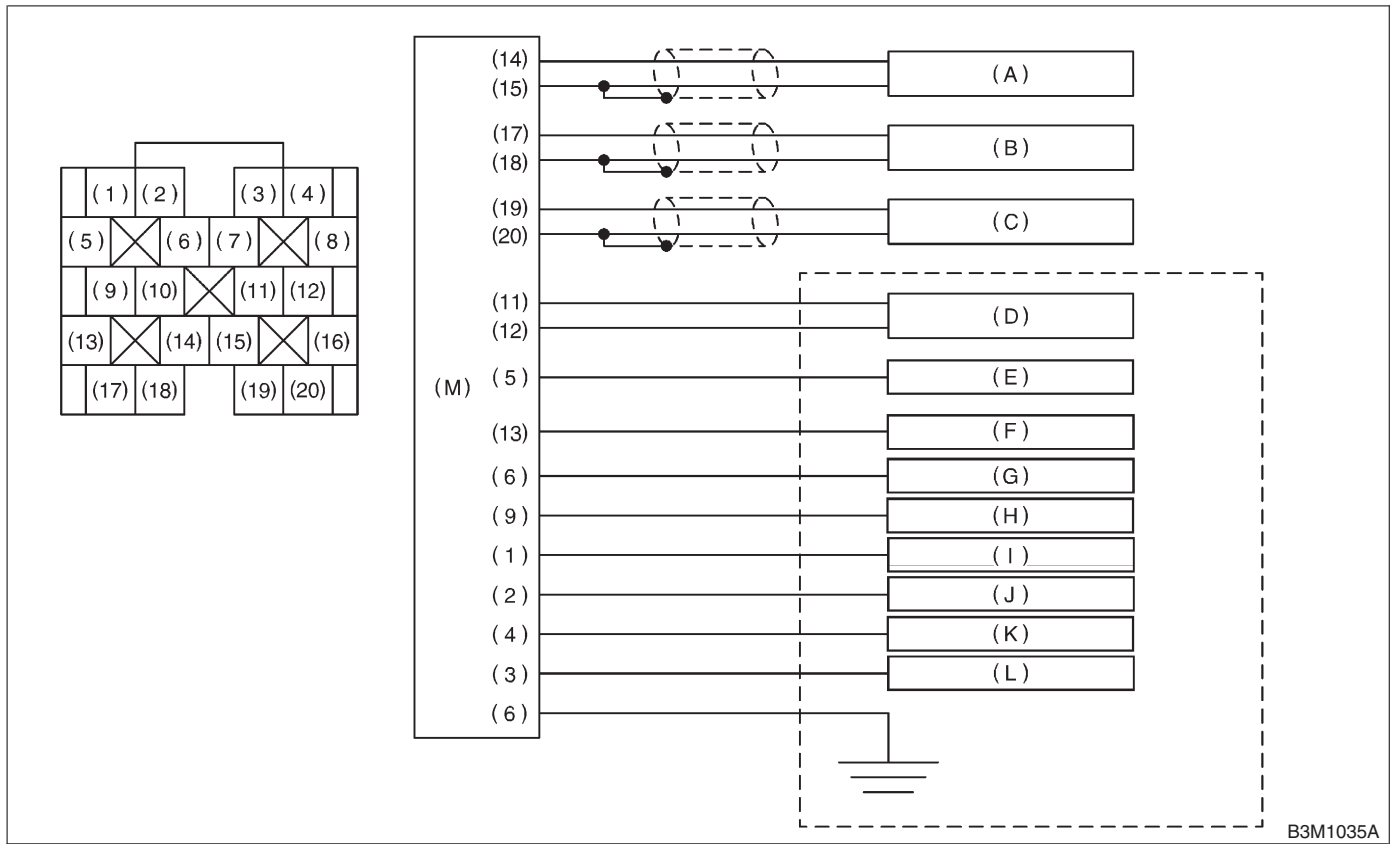 (1) (2) (3) (4)
(5) (6) (7) (8)
(9) (10) (11) (12)
(13) (14) (15) (16)
(17) (18) (19) (20)
(M)
(14) (A)
(15)
(17) (B)
(18)
(19) (C)
(20)
(11) (D)
(12)
(5) (E)
(13) (F)
(6) (G)
(9) (H)
(1) (I)
(2) (J)
(4) (K)
(3) (L)
(6)
B3M1035A